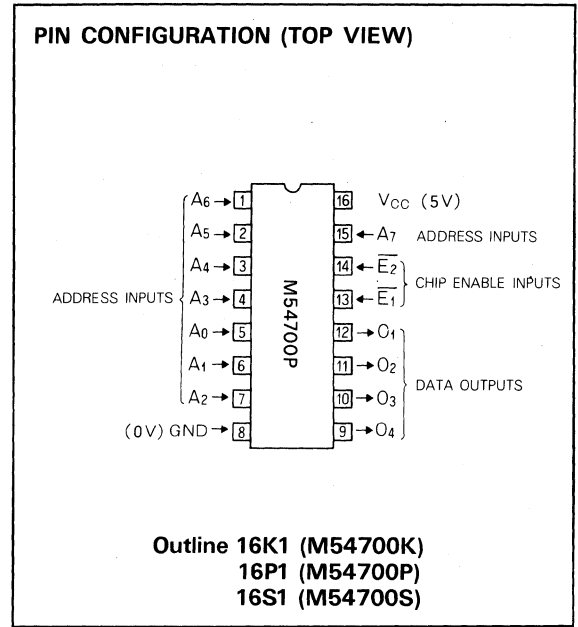 PIN CONFIGURATION (TOP VIEW)
A6 → 1 16 VCC (5V)
A5 → 2 15 ← A7 ADDRESS INPUTS
A4 → 3 14 ← E̅2̅
CHIP ENABLE INPUTS
ADDRESS INPUTS A3 → 4 13 ← E̅1̅
M54700P
A0 → 5 12 → O1
A1 → 6 11 → O2
DATA OUTPUTS
A2 → 7 10 → O3
(0V) GND → 8 9 → O4
Outline 16K1 (M54700K)
16P1 (M54700P)
16S1 (M54700S)